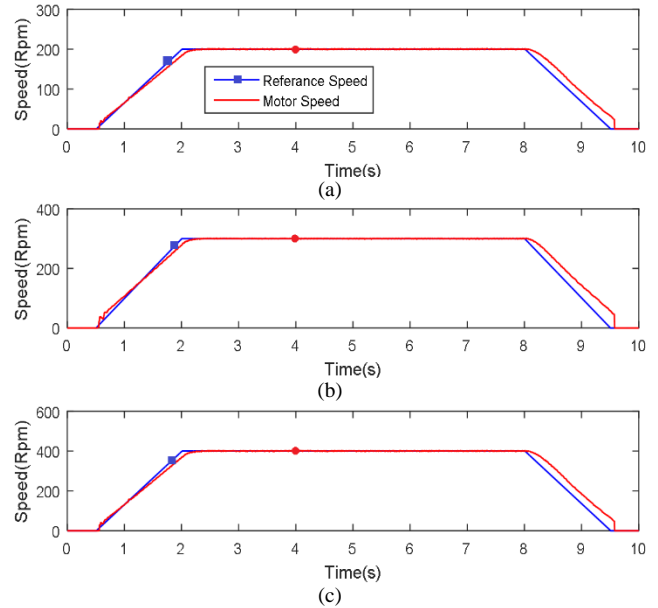 300
200
100
0
Speed(Rpm)
Referance Speed
Motor Speed
0 1 2 3 4 5 6 7 8 9 10
Time(s)
(a)
400
200
0
Speed(Rpm)
0 1 2 3 4 5 6 7 8 9 10
Time(s)
(b)
600
400
200
0
Speed(Rpm)
0 1 2 3 4 5 6 7 8 9 10
Time(s)
(c)